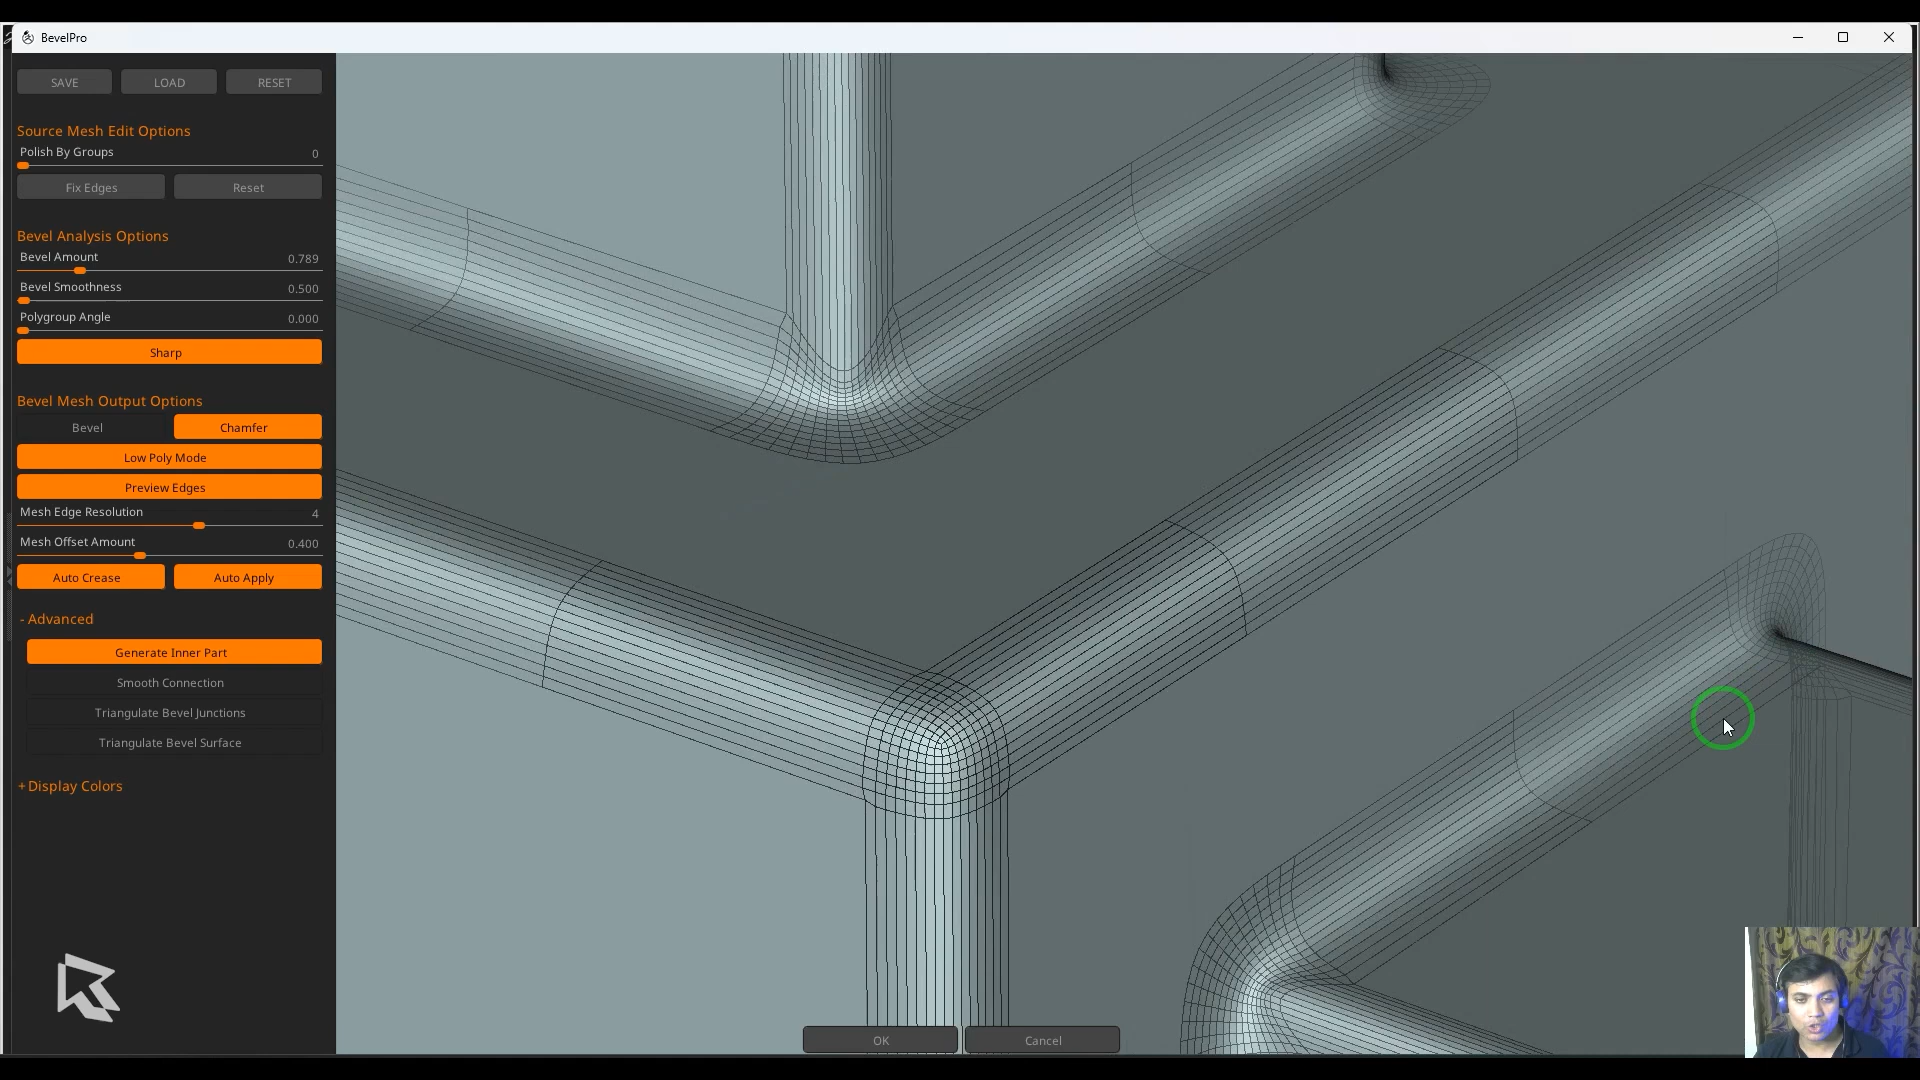 BevelPro
SAVE LOAD RESET
Source Mesh Edit Options
Polish By Groups 0
Fix Edges Reset
Bevel Analysis Options
Bevel Amount 0.789
Bevel Smoothness 0.500
Polygroup Angle 0.000
Sharp
Bevel Mesh Output Options
Bevel Chamfer
Low Poly Mode
Preview Edges
Mesh Edge Resolution 4
Mesh Offset Amount 0.400
Auto Crease Auto Apply
- Advanced
Generate Inner Part
Smooth Connection
Triangulate Bevel Junctions
Triangulate Bevel Surface
+ Display Colors
OK Cancel